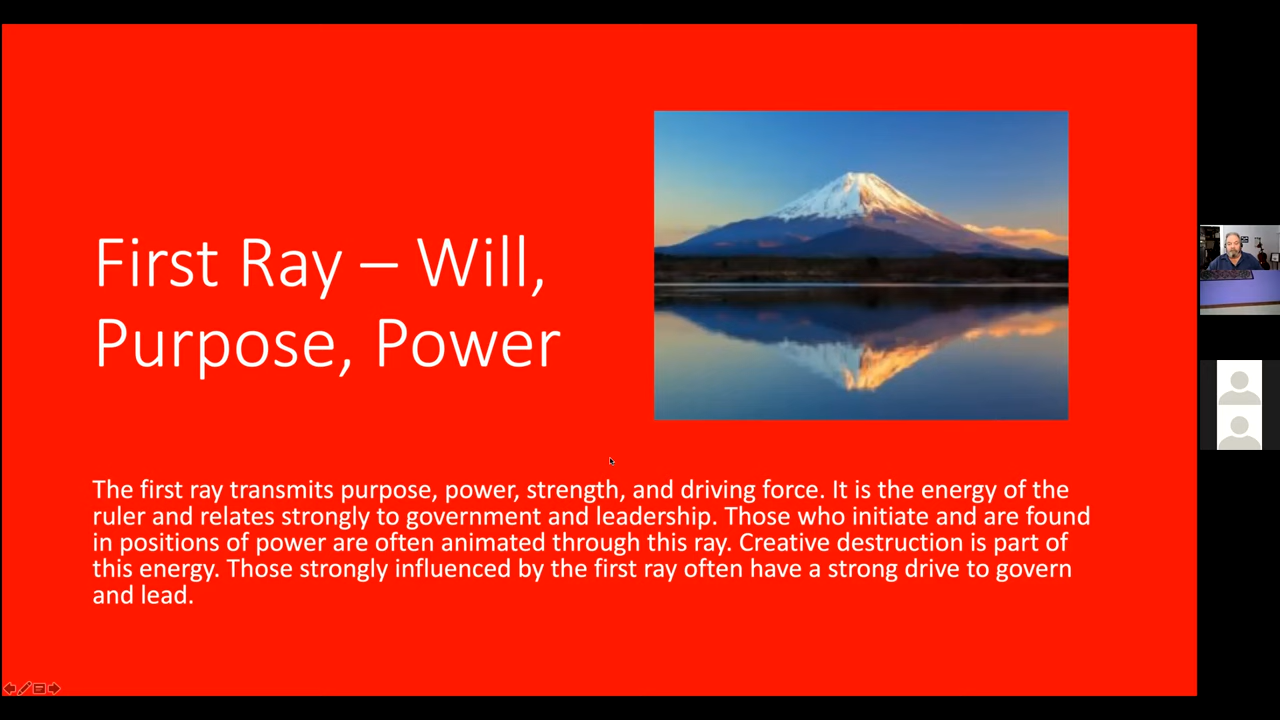 First Ray – Will,
Purpose, Power
The first ray transmits purpose, power, strength, and driving force. It is the energy of the
ruler and relates strongly to government and leadership. Those who initiate and are found
in positions of power are often animated through this ray. Creative destruction is part of
this energy. Those strongly influenced by the first ray often have a strong drive to govern
and lead.